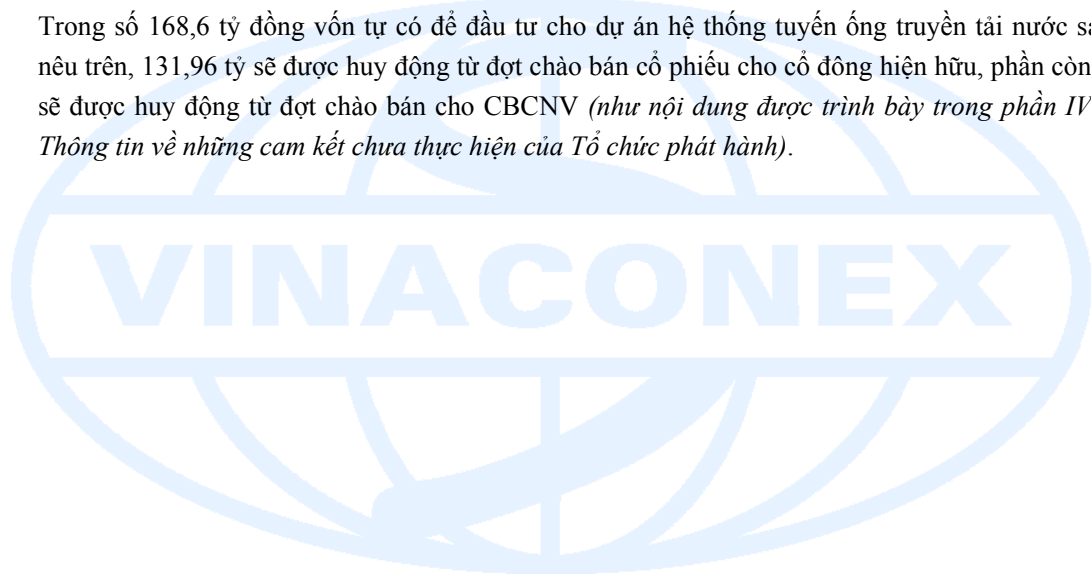 Trong số 168,6 tỷ đồng vốn tự có để đầu tư cho dự án hệ thống tuyến ống truyền tải nước
nêu trên, 131,96 tỷ sẽ được huy động từ đợt chào bán cổ phiếu cho cổ đông hiện hữu, phần còn
sẽ được huy động từ đợt chào bán cho CBCNV (như nội dung được trình bày trong phần IV
Thông tin về những cam kết chưa thực hiện của Tổ chức phát hành).
VINACONEX